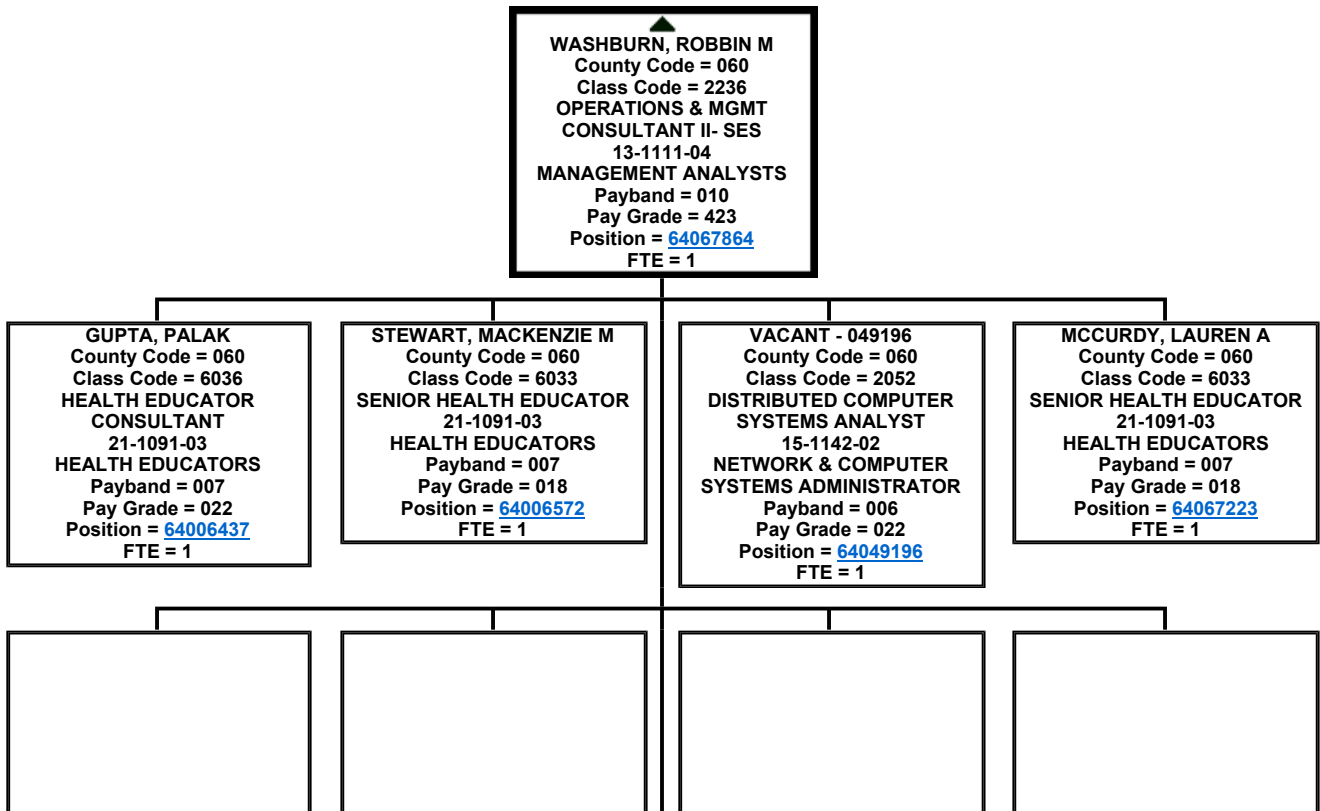 WASHBURN, ROBBIN M
County Code = 060
Class Code = 2236
OPERATIONS & MGMT
CONSULTANT II- SES
13-1111-04
MANAGEMENT ANALYSTS
Payband = 010
Pay Grade = 423
Position = 64067864
FTE = 1
GUPTA, PALAK
County Code = 060
Class Code = 6036
HEALTH EDUCATOR
CONSULTANT
21-1091-03
HEALTH EDUCATORS
Payband = 007
Pay Grade = 022
Position = 64006437
FTE = 1
STEWART, MACKENZIE M
County Code = 060
Class Code = 6033
SENIOR HEALTH EDUCATOR
21-1091-03
HEALTH EDUCATORS
Payband = 007
Pay Grade = 018
Position = 64006572
FTE = 1
VACANT - 049196
County Code = 060
Class Code = 2052
DISTRIBUTED COMPUTER
SYSTEMS ANALYST
15-1142-02
NETWORK & COMPUTER
SYSTEMS ADMINISTRATOR
Payband = 006
Pay Grade = 022
Position = 64049196
FTE = 1
MCCURDY, LAUREN A
County Code = 060
Class Code = 6033
SENIOR HEALTH EDUCATOR
21-1091-03
HEALTH EDUCATORS
Payband = 007
Pay Grade = 018
Position = 64067223
FTE = 1